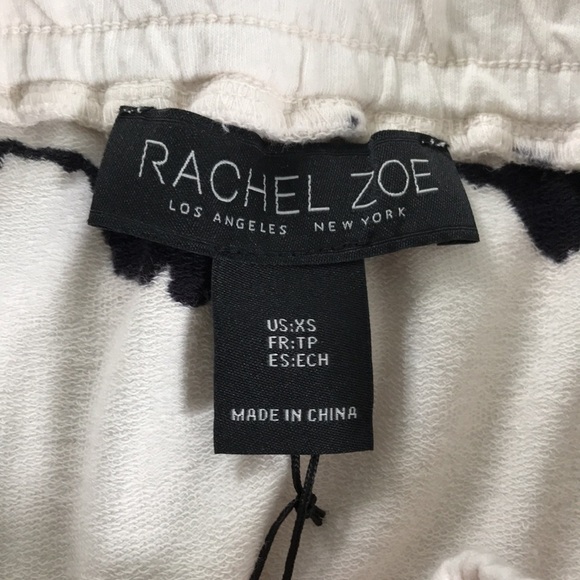 RACHEL ZOE
LOS ANGELES NEW YORK
US:XS
FR:TP
ES:ECH
MADE IN CHINA